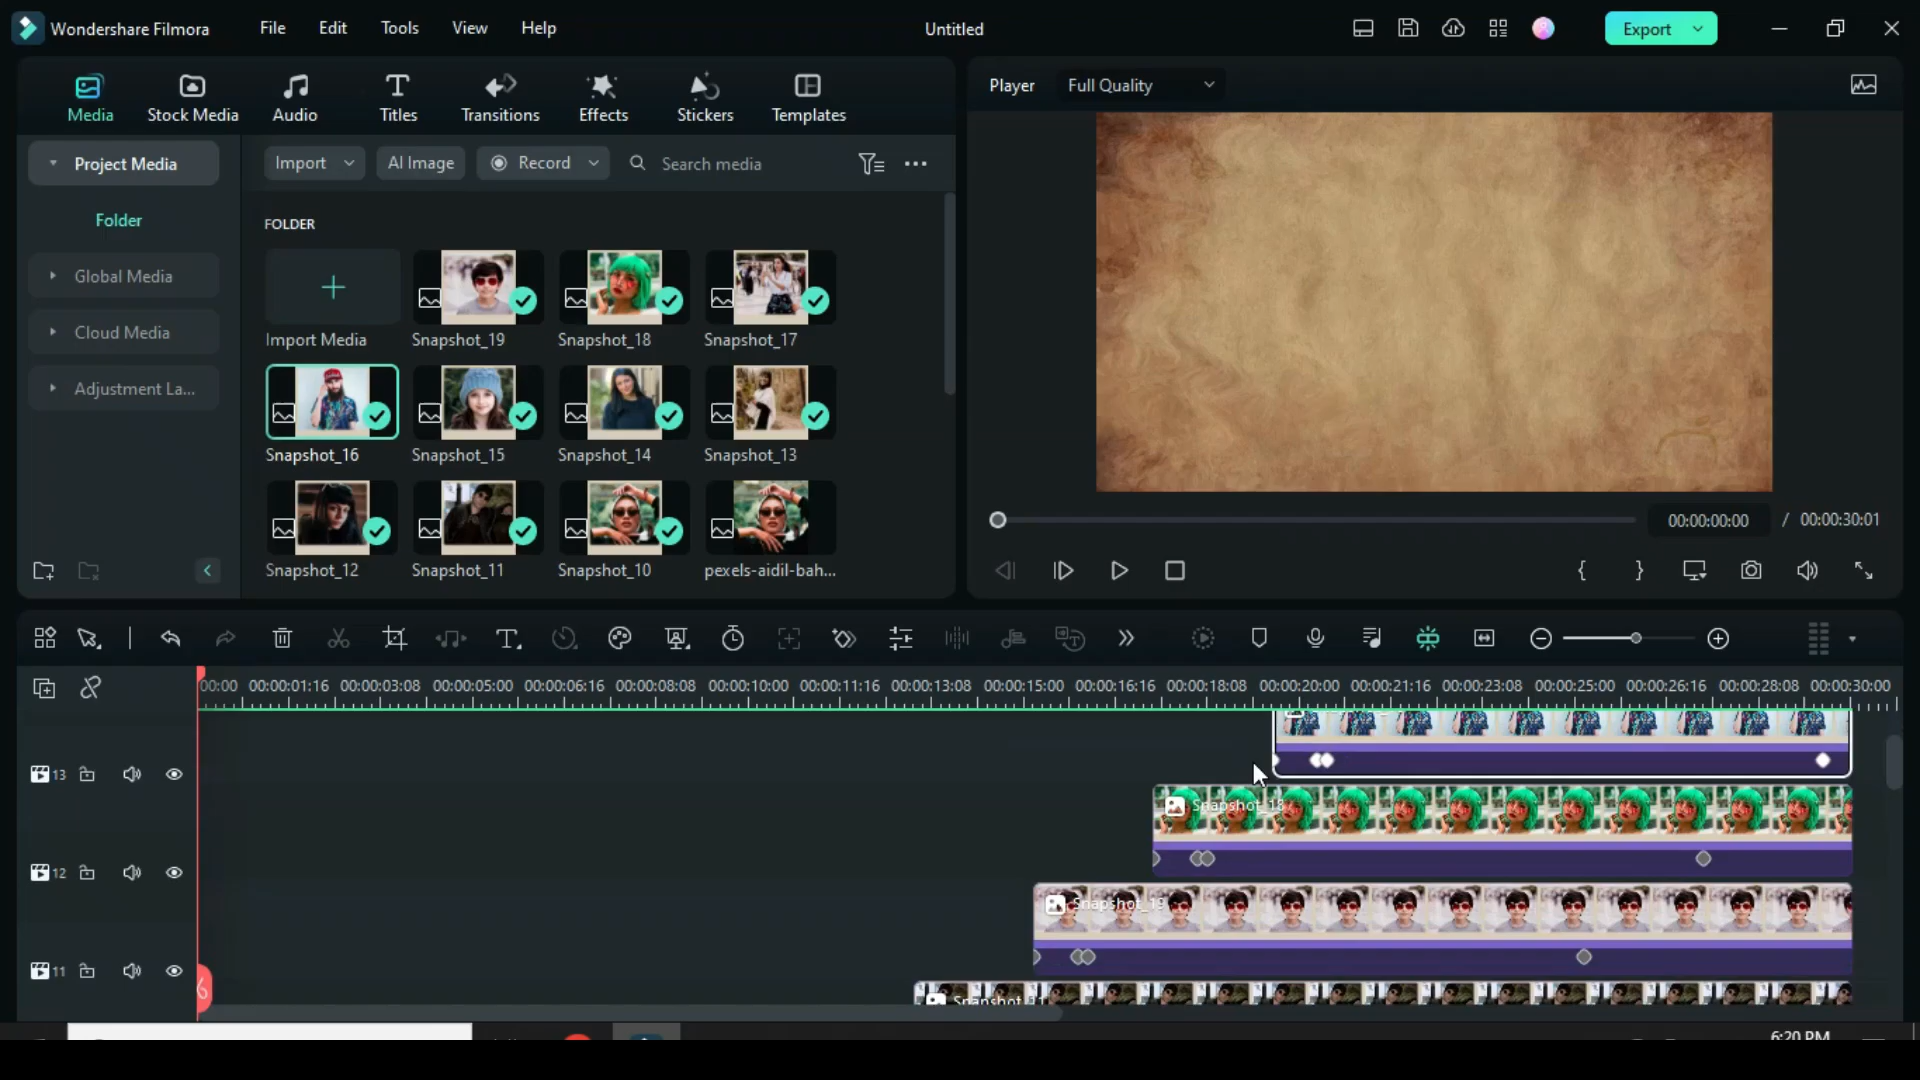 Wondershare Filmora File Edit Tools View Help Untitled Export
Media Stock Media Audio Titles Transitions Effects Stickers Templates
Player Full Quality
Project Media
Import AI Image Record Search media
Folder
FOLDER
Global Media
Cloud Media
Adjustment La...
Import Media Snapshot_19 Snapshot_18 Snapshot_17
Snapshot_16 Snapshot_15 Snapshot_14 Snapshot_13
Snapshot_12 Snapshot_11 Snapshot_10 pexels-aidil-bah...
00:00:00:00 / 00:00:30:01
00:00 00:00:01:16 00:00:03:08 00:00:05:00 00:00:06:16 00:00:08:08 00:00:10:00 00:00:11:16 00:00:13:08 00:00:15:00 00:00:16:16 00:00:18:08 00:00:20:00 00:00:21:16 00:00:23:08 00:00:25:00 00:00:26:16 00:00:28:08 00:00:30:00
13
Snapshot_18
12
Snapshot_19
11
Snapshot_11
6:20 PM